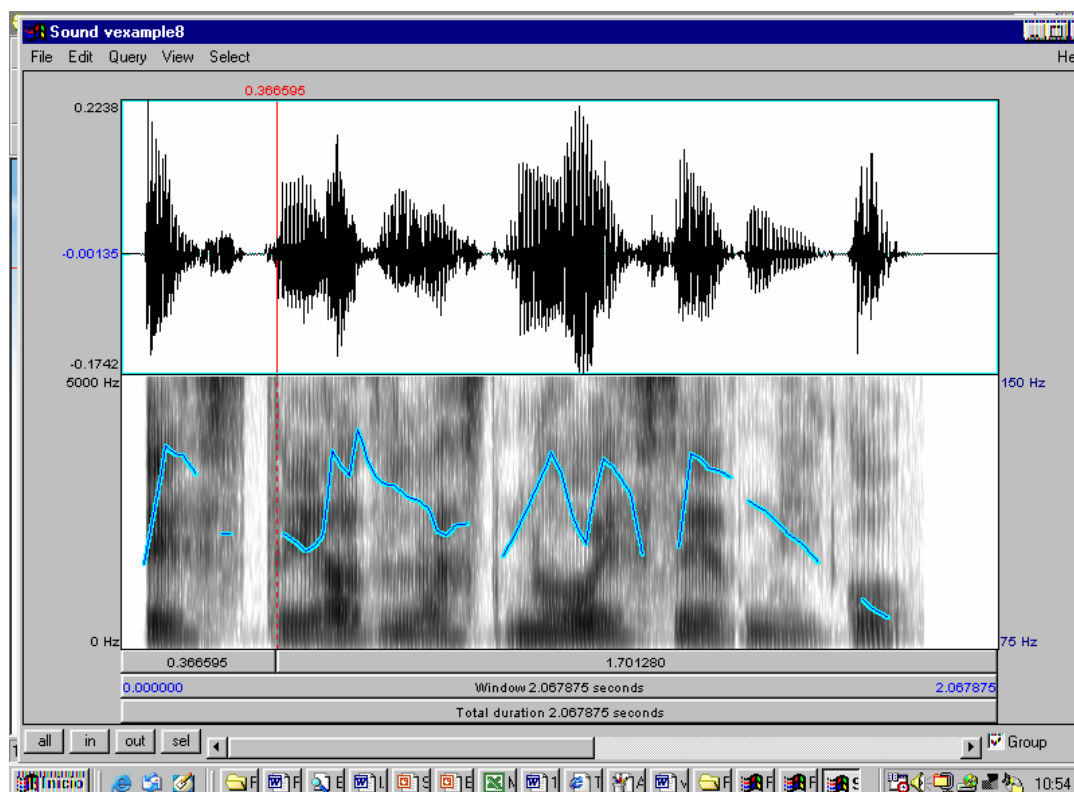 Sound vexample8
File Edit Query View Select He
0.366595
0.2238
-0.00135
-0.1742
5000 Hz 150 Hz
0 Hz 75 Hz
0.366595 1.701280
0.000000 Window 2.067875 seconds 2.067875
Total duration 2.067875 seconds
all in out sel Group
Inicio F F E L S E N 1 T A v F F F S 10:54